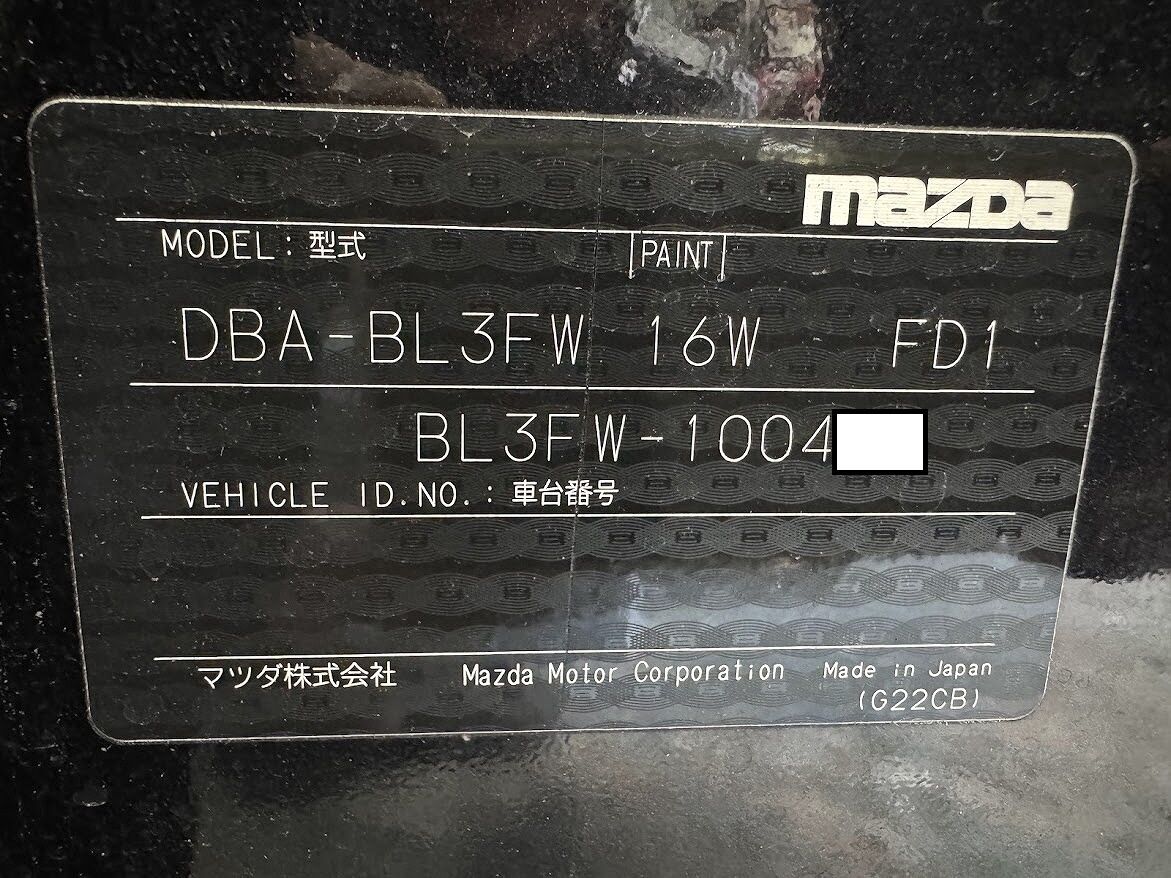 mazda
MODEL: 型式 PAINT
DBA-BL3FW 16W FD1
BL3FW-1004
VEHICLE ID.NO.: 車台番号
マツダ株式会社 Mazda Motor Corporation Made in Japan
(G22CB)